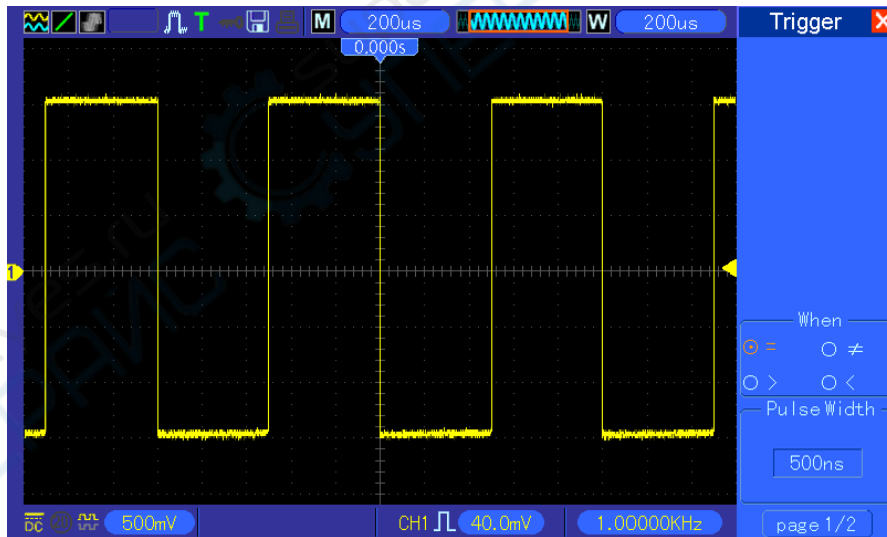 T M 200us W 200us Trigger X
0.000s
1
When
= ≠
> <
Pulse Width
500ns
DC 500mV CH1 40.0mV 1.00000KHz page 1/2